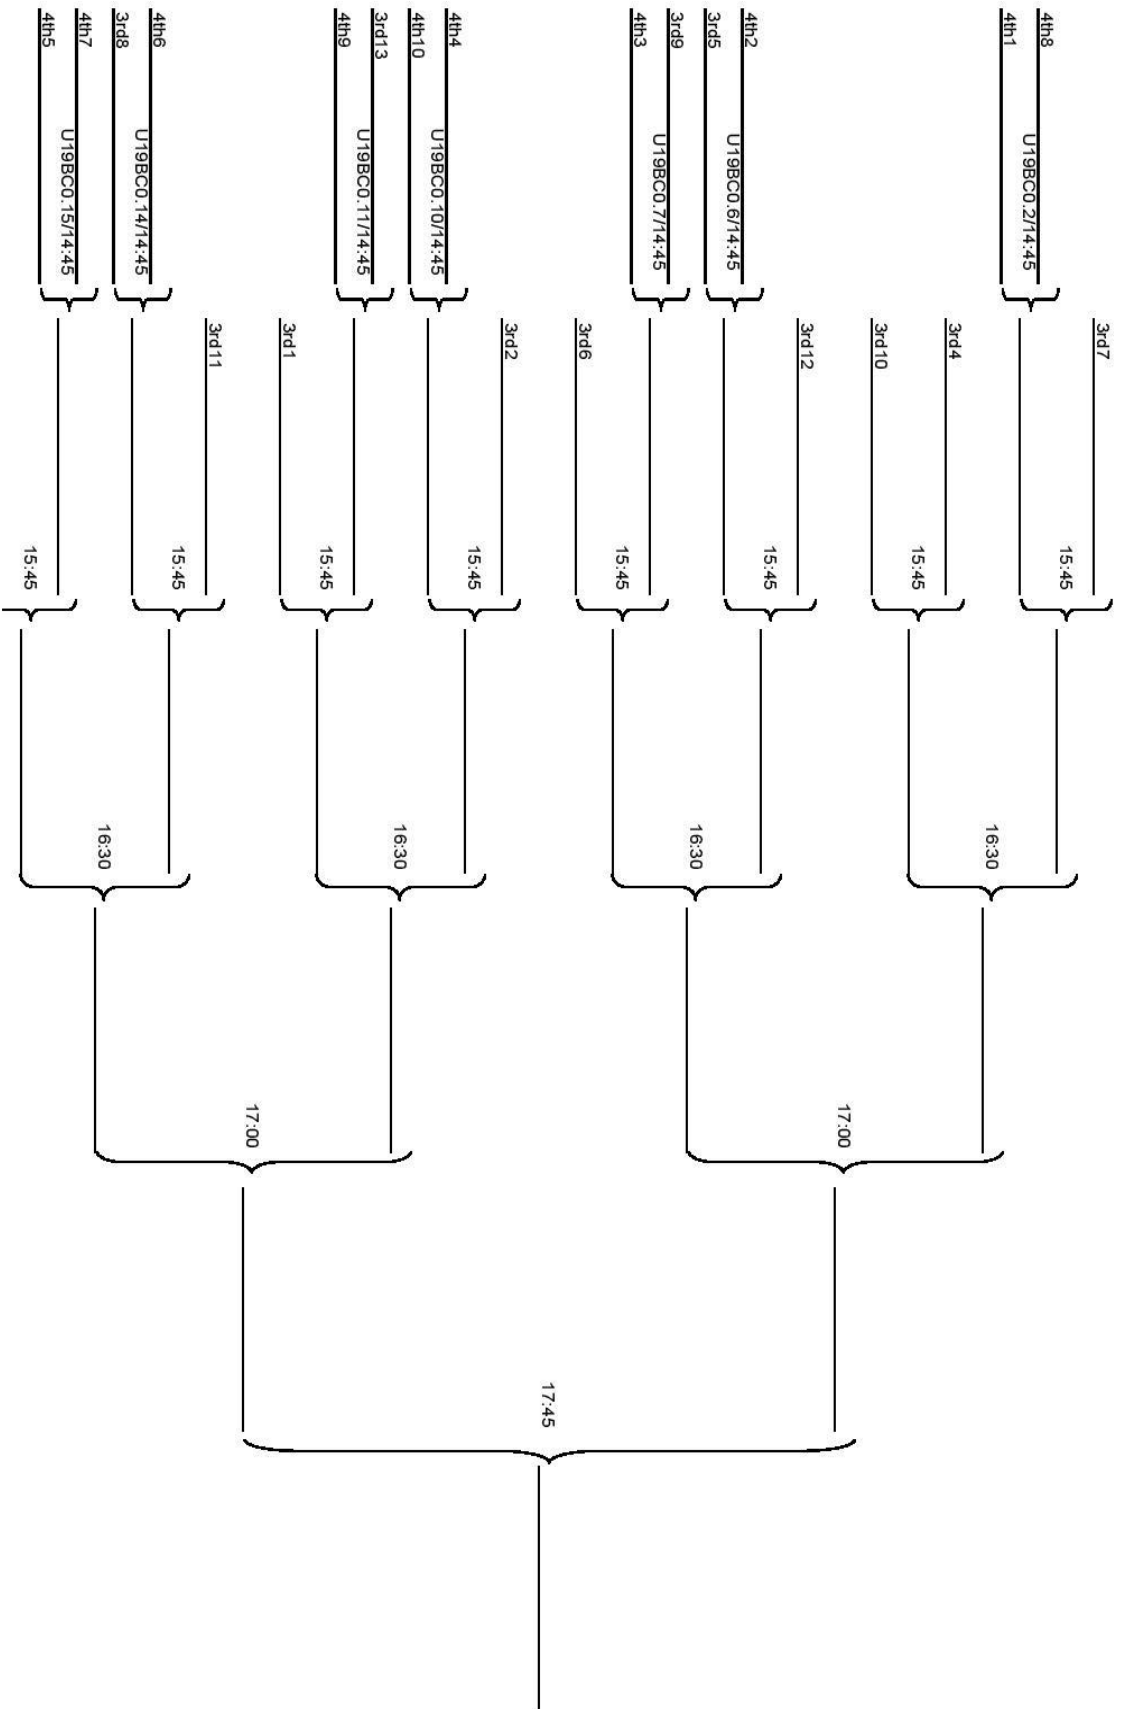 3rd7
15:45
4th8
U19BC0.2/14:45
4th1
16:30
3rd4
15:45
3rd10
17:00
3rd12
15:45
4th2
U19BC0.6/14:45
3rd5
16:30
3rd9
U19BC0.7/14:45
4th3
15:45
3rd6
17:45
3rd2
15:45
4th4
U19BC0.10/14:45
4th10
16:30
3rd13
U19BC0.11/14:45
4th9
15:45
3rd1
17:00
3rd11
15:45
4th6
U19BC0.14/14:45
3rd8
16:30
4th7
U19BC0.15/14:45
4th5
15:45